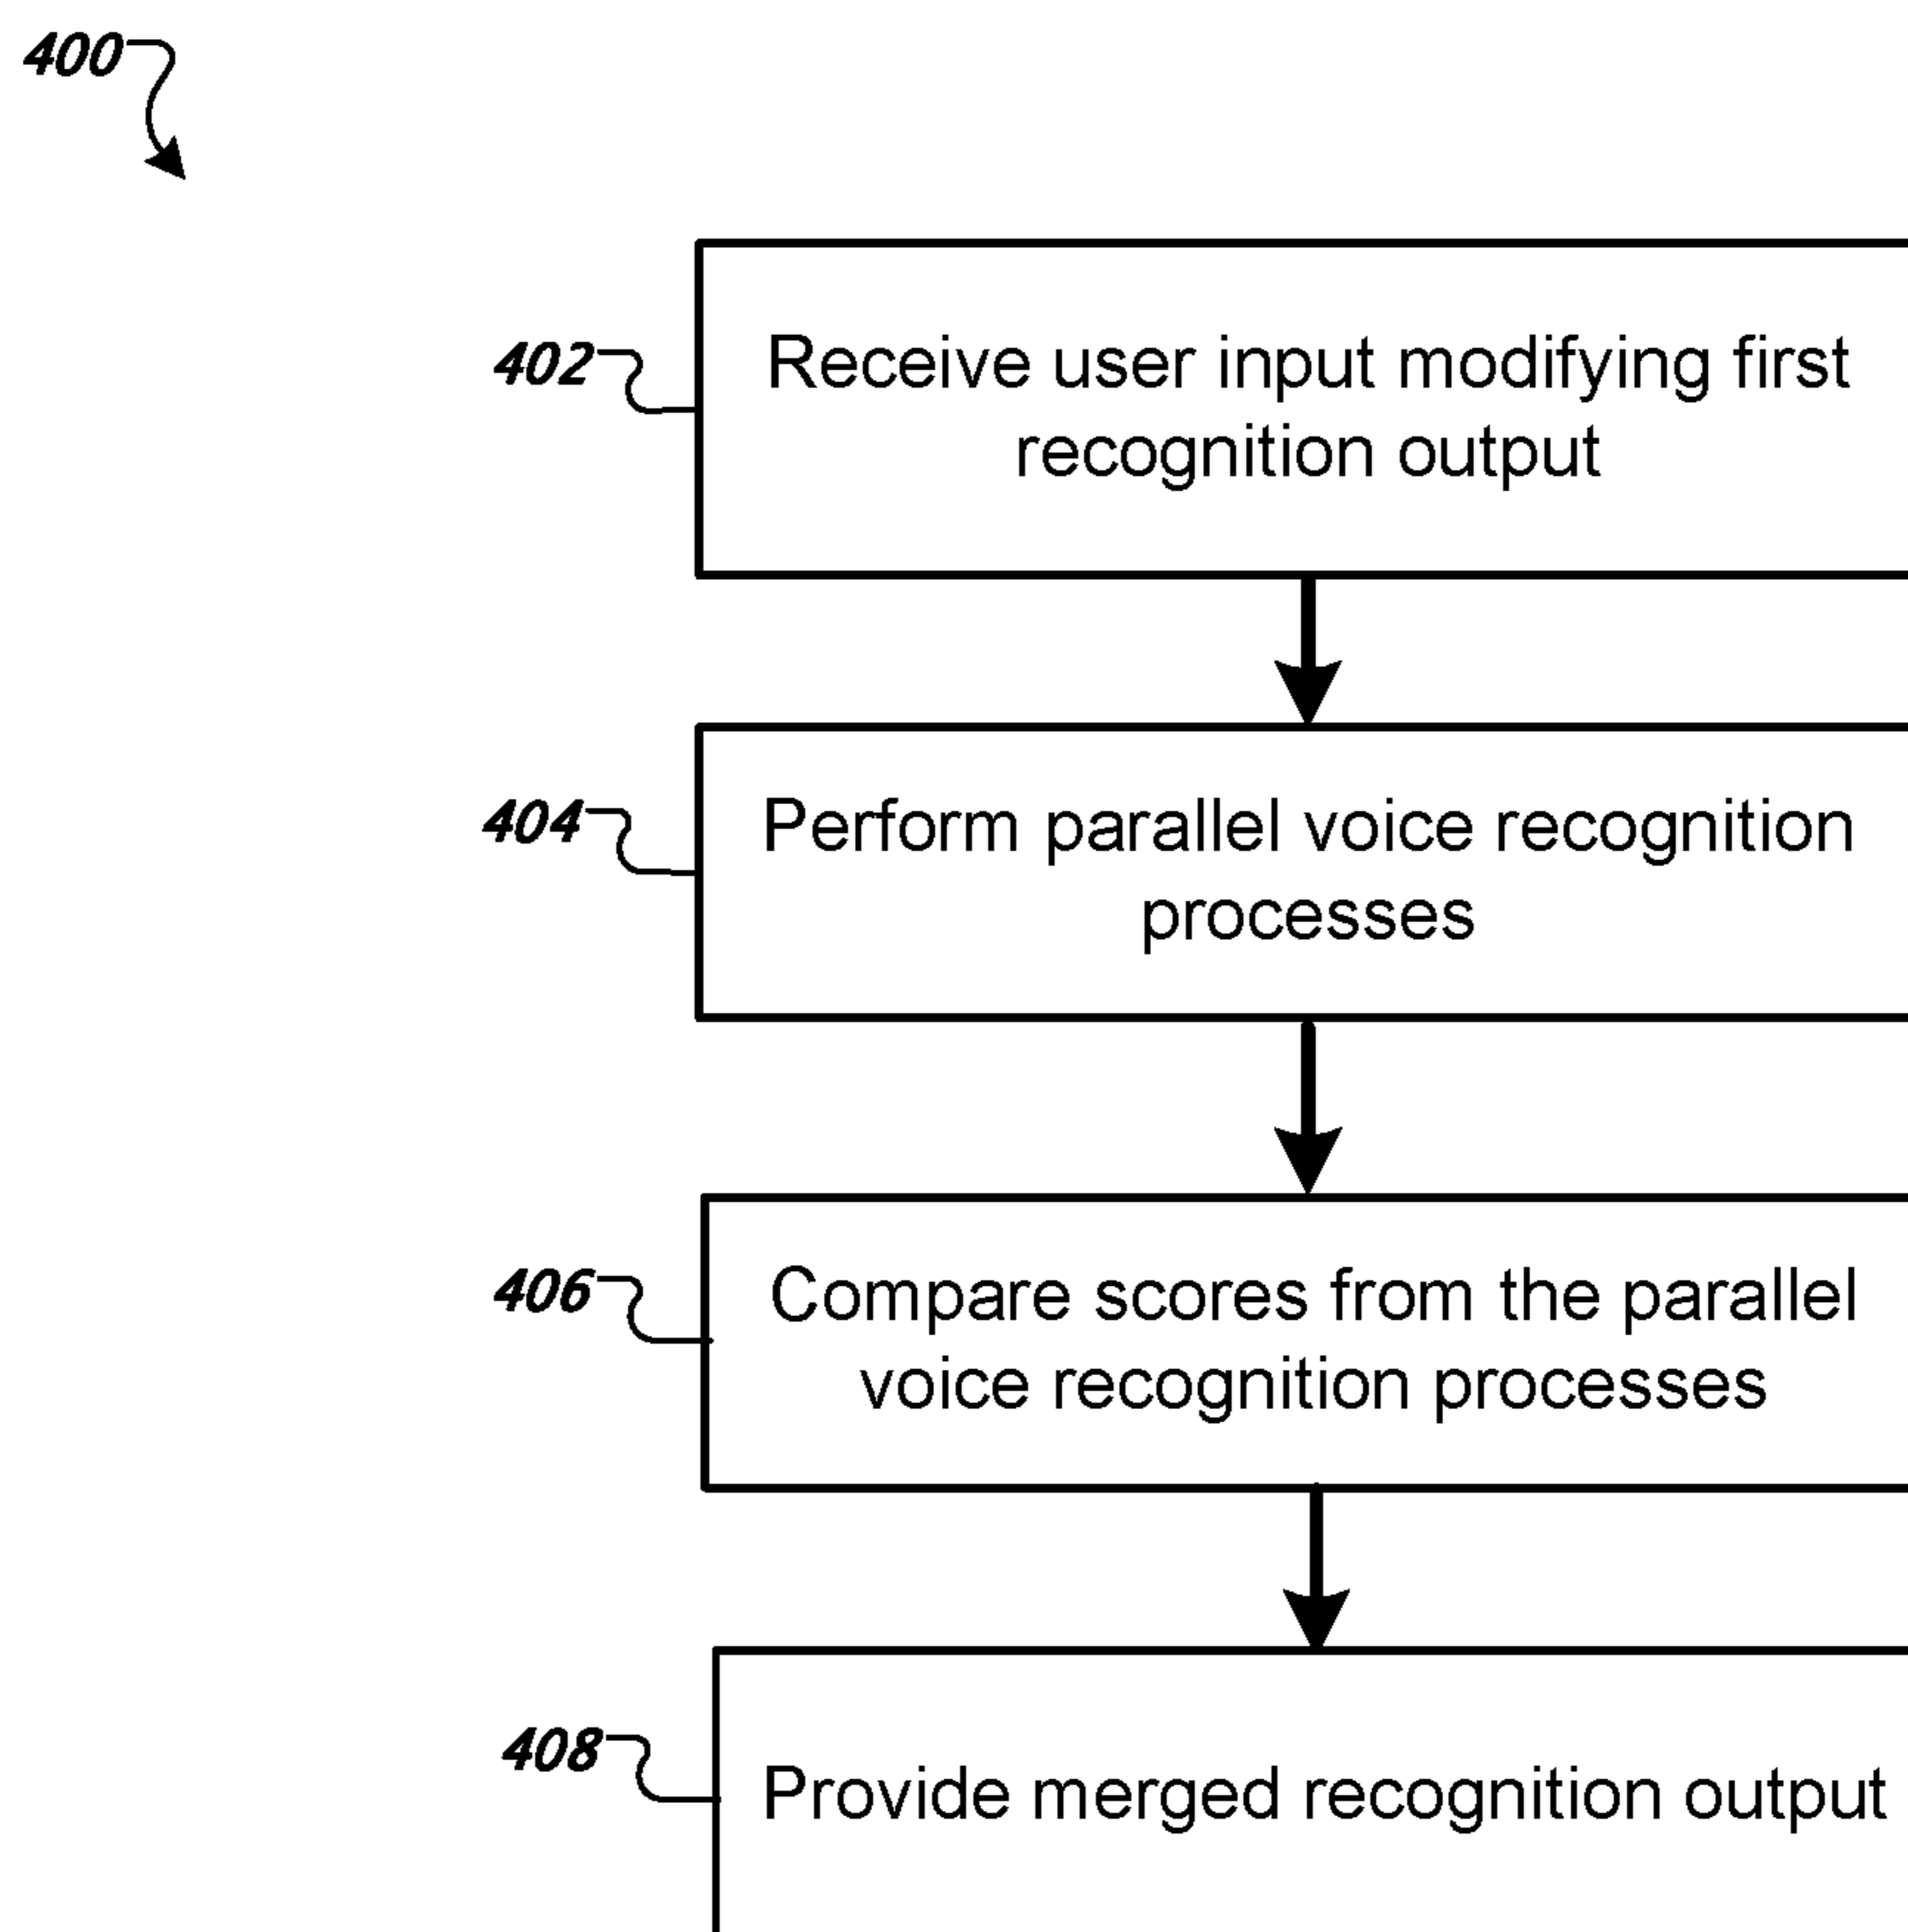 400
402
Receive user input modifying first
recognition output
404
Perform parallel voice recognition
processes
406
Compare scores from the parallel
voice recognition processes
408
Provide merged recognition output